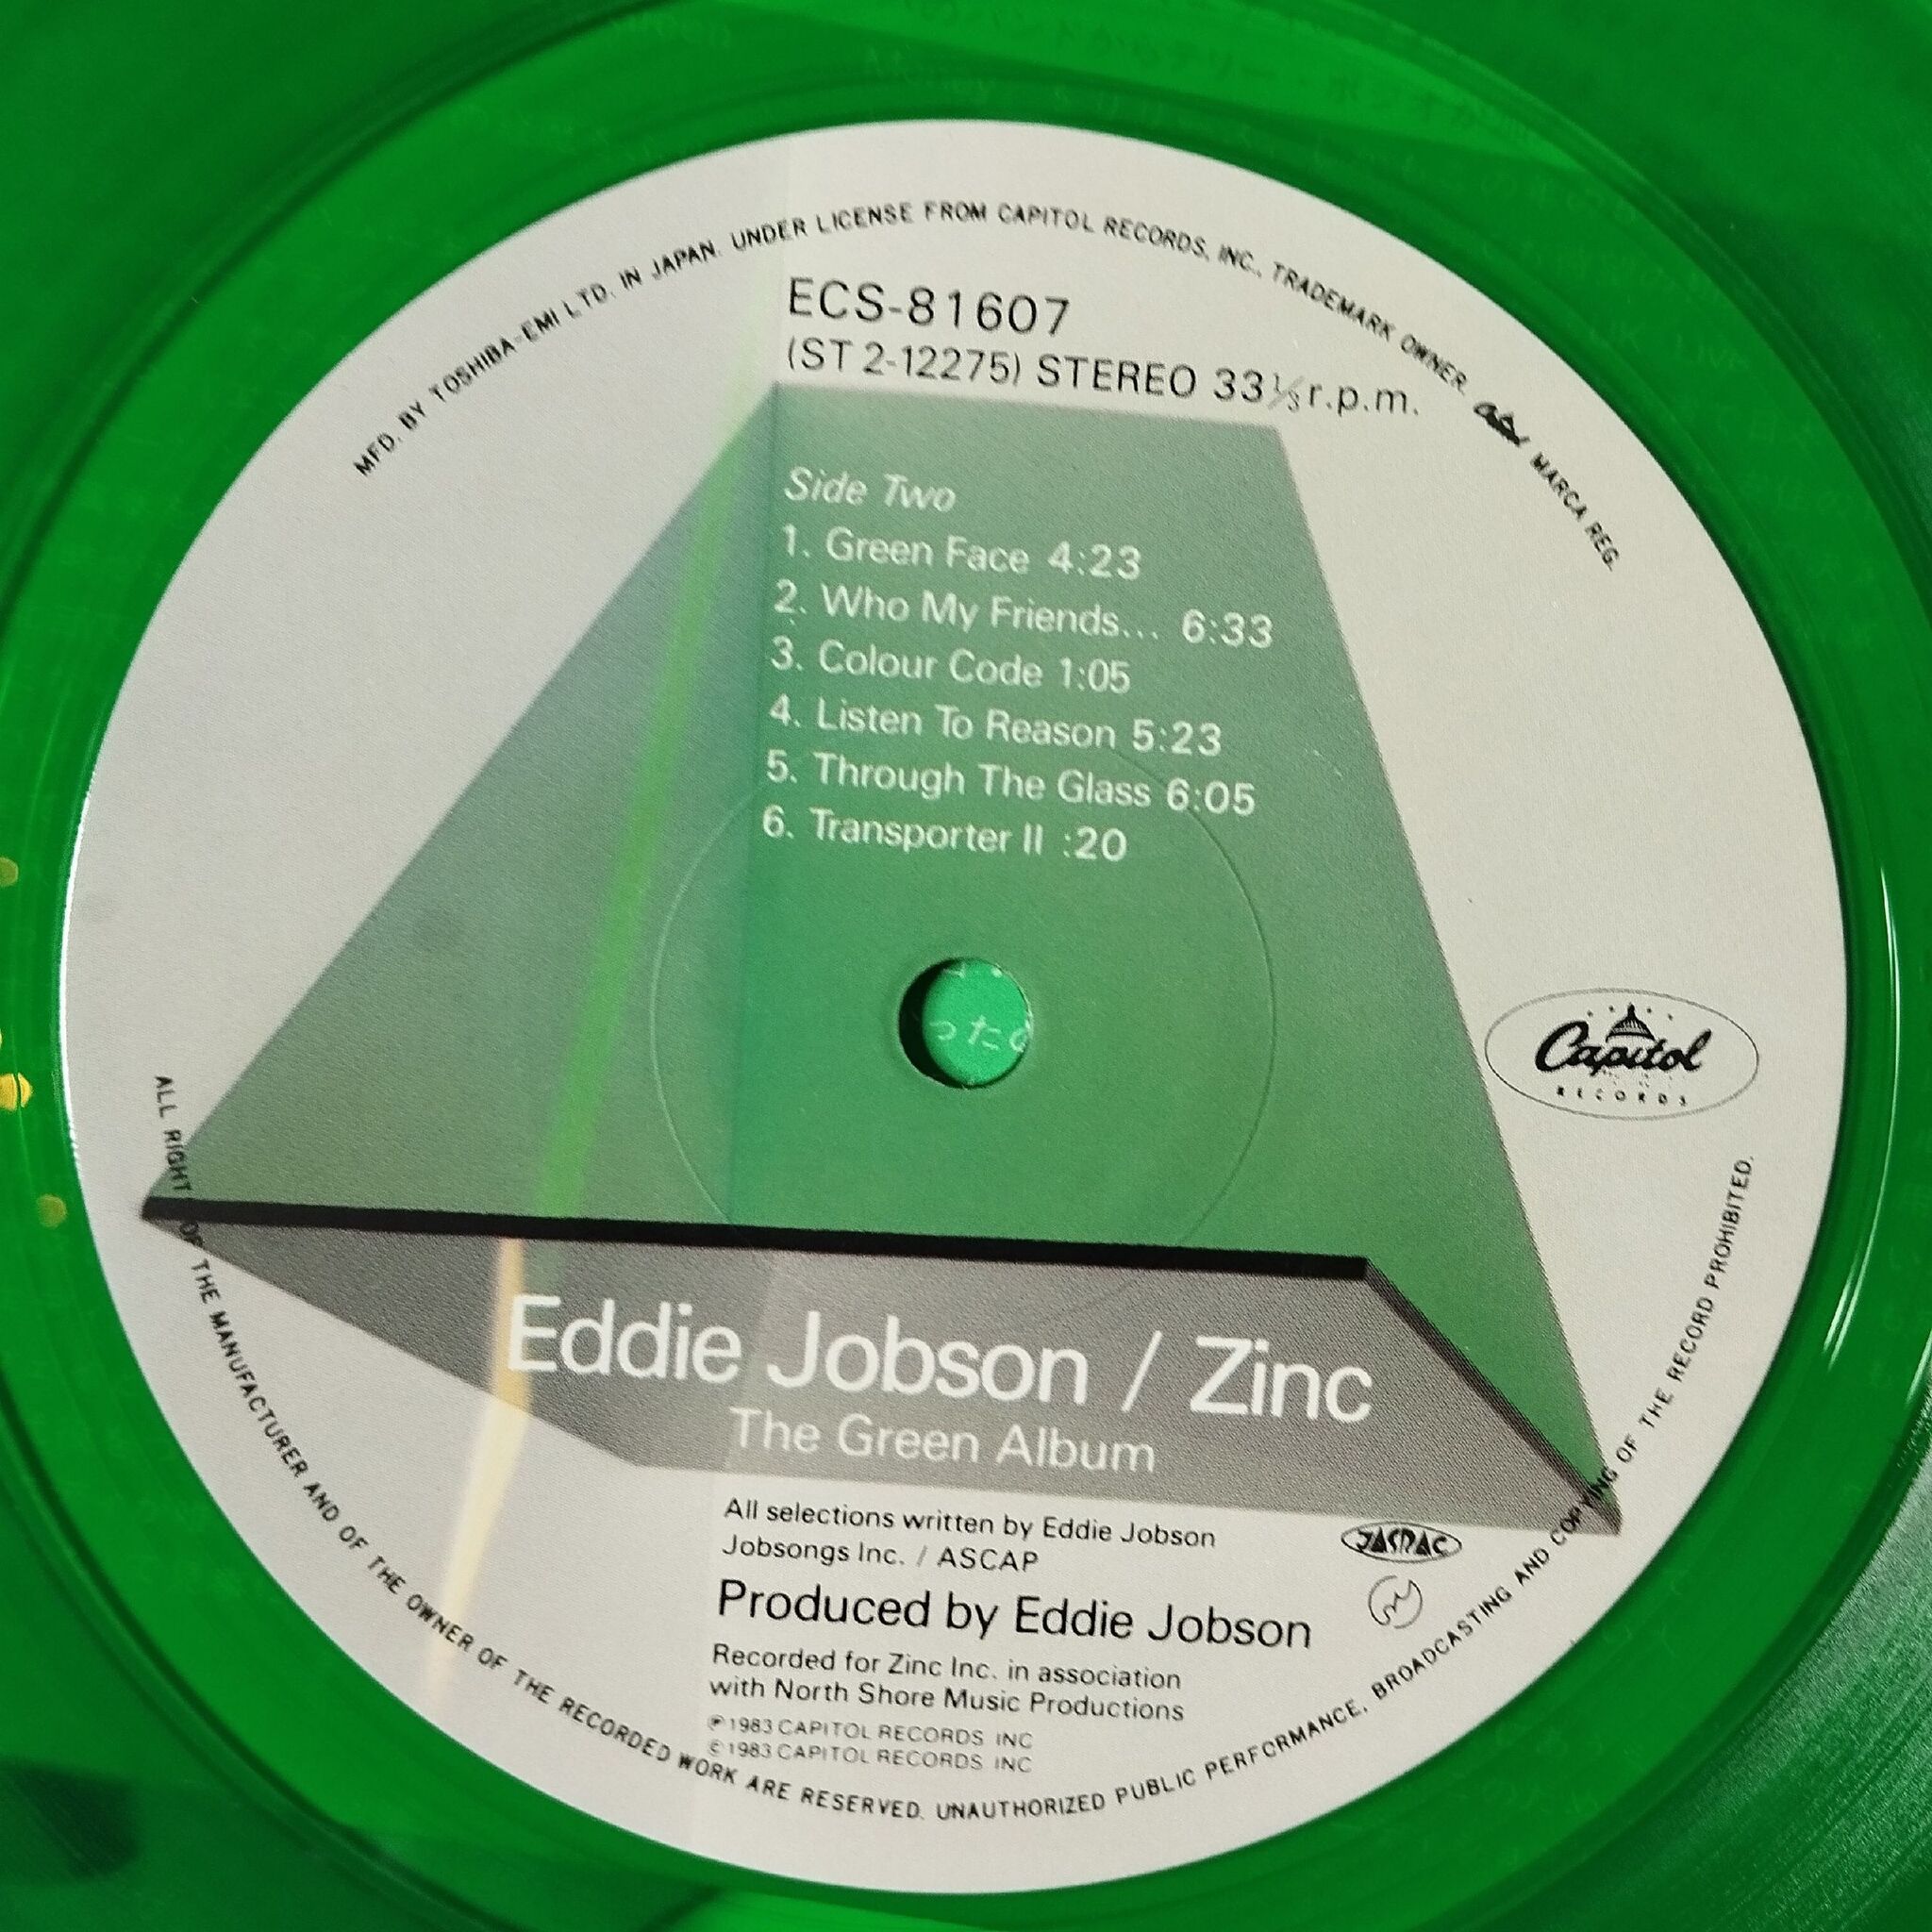 MFD. BY TOSHIBA-EMI LTD. IN JAPAN. UNDER LICENSE FROM CAPITOL RECORDS, INC., TRADEMARK OWNER. Capitol MARCA REG.
ECS-81607
(ST 2-12275) STEREO 33⅓r.p.m.
Side Two
1. Green Face 4:23
2. Who My Friends... 6:33
3. Colour Code 1:05
4. Listen To Reason 5:23
5. Through The Glass 6:05
6. Transporter II :20
ったの
Capitol
RECORDS
Eddie Jobson / Zinc
The Green Album
All selections written by Eddie Jobson
Jobsongs Inc. / ASCAP
JASRAC
Produced by Eddie Jobson
Recorded for Zinc Inc. in association
with North Shore Music Productions
℗1983 CAPITOL RECORDS INC
©1983 CAPITOL RECORDS INC
ALL RIGHT OF THE MANUFACTURER AND OF THE OWNER OF THE RECORDED WORK ARE RESERVED. UNAUTHORIZED PUBLIC PERFORMANCE, BROADCASTING AND COPYING OF THE RECORD PROHIBITED.